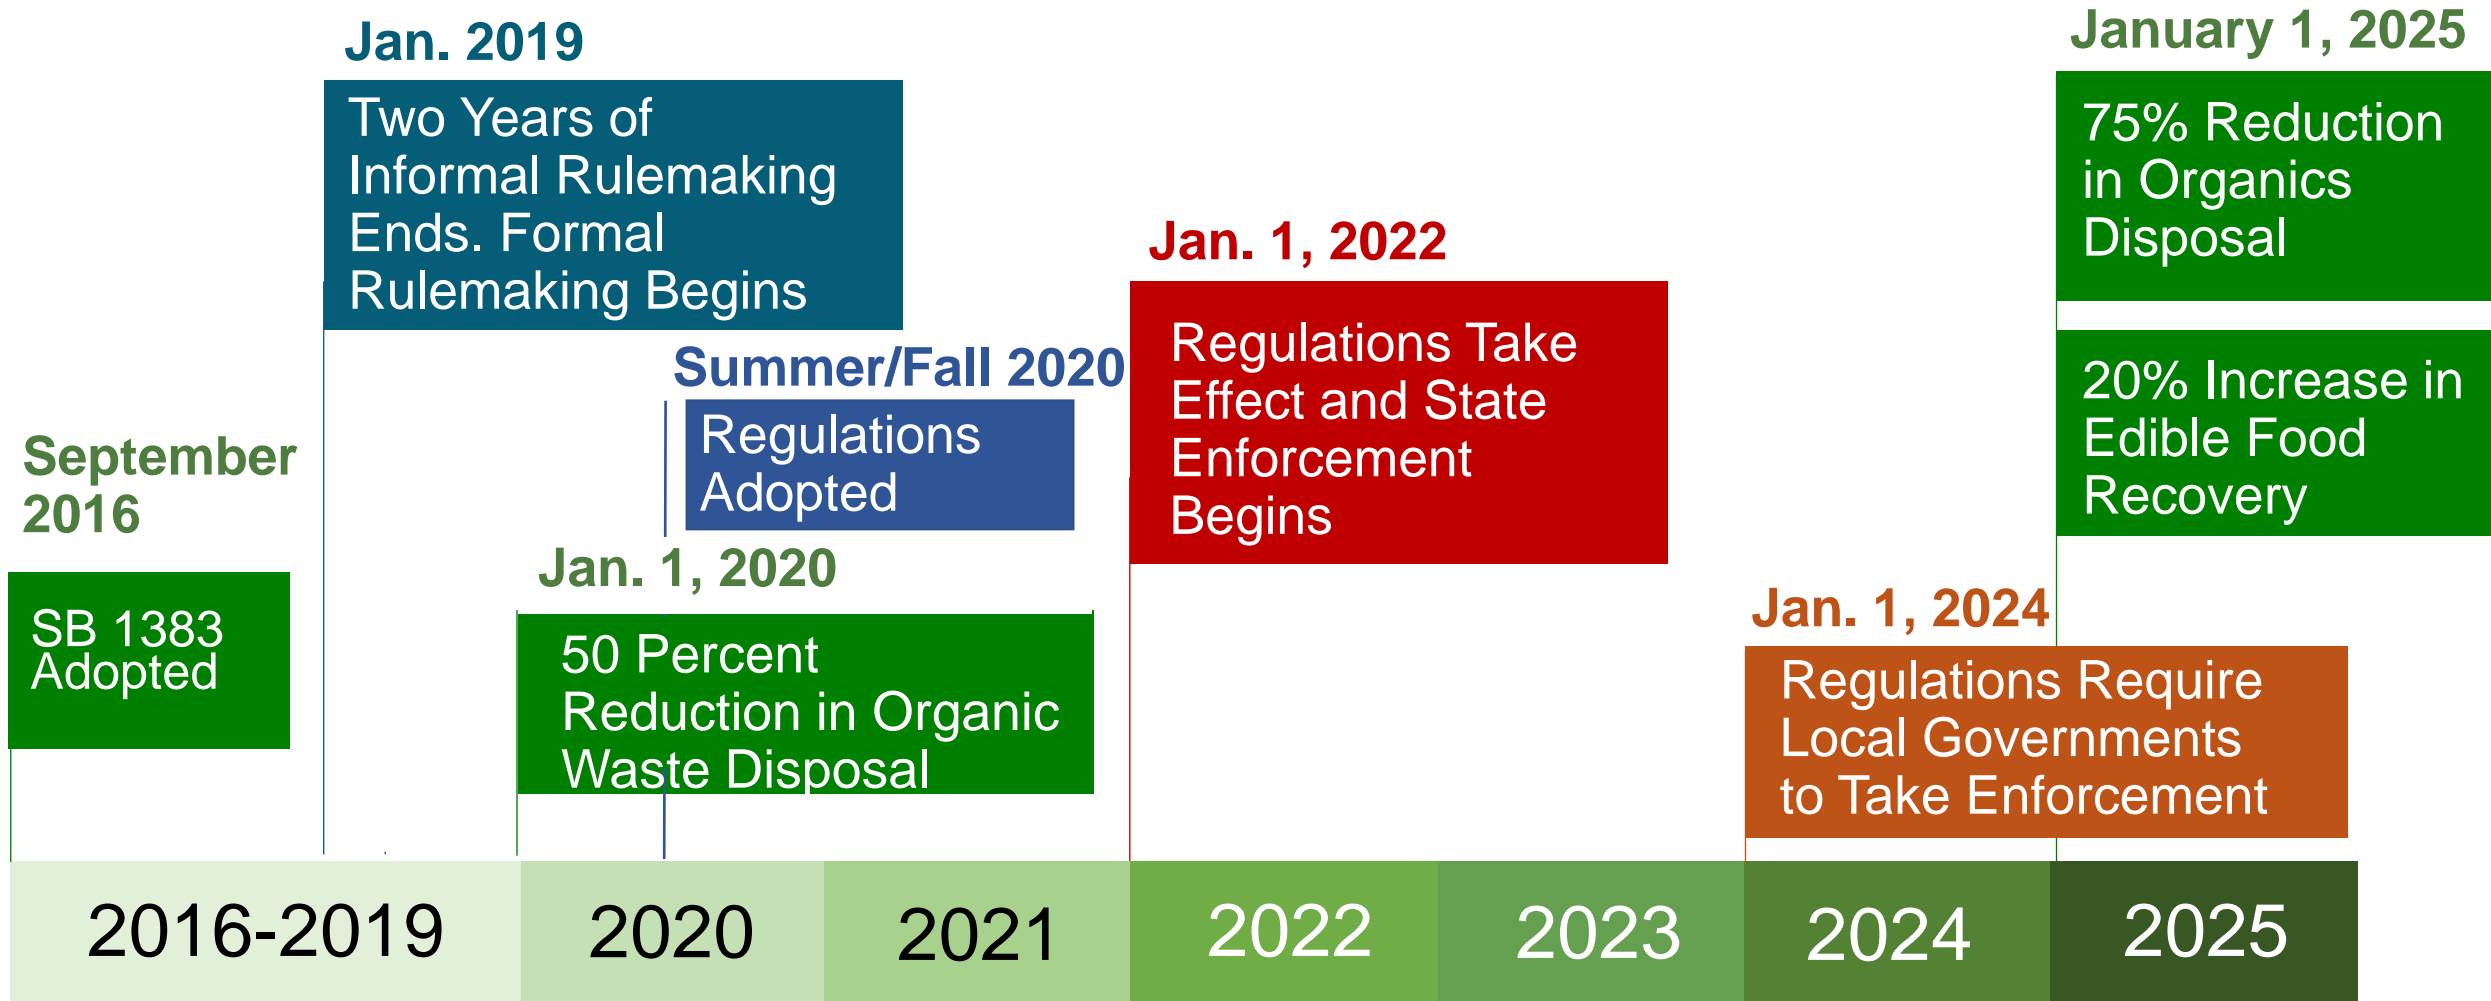 September
2016
SB 1383
Adopted
Jan. 2019
Two Years of
Informal Rulemaking
Ends. Formal
Rulemaking Begins
Summer/Fall 2020
Regulations
Adopted
Jan. 1, 2020
50 Percent
Reduction in Organic
Waste Disposal
Jan. 1, 2022
Regulations Take
Effect and State
Enforcement
Begins
Jan. 1, 2024
Regulations Require
Local Governments
to Take Enforcement
January 1, 2025
75% Reduction
in Organics
Disposal
20% Increase in
Edible Food
Recovery
2016-2019
2020
2021
2022
2023
2024
2025